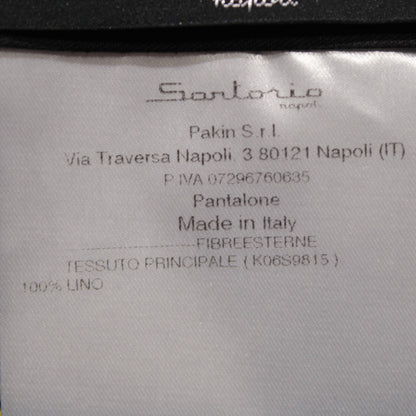 napoli
Sartorio
napoli
Pakin S.r.l.
Via Traversa Napoli, 3 80121 Napoli (IT)
P.IVA 07296760635
Pantalone
Made in Italy
--------------------FIBREESTERNE
TESSUTO PRINCIPALE ( K06S9815 )
100% LINO